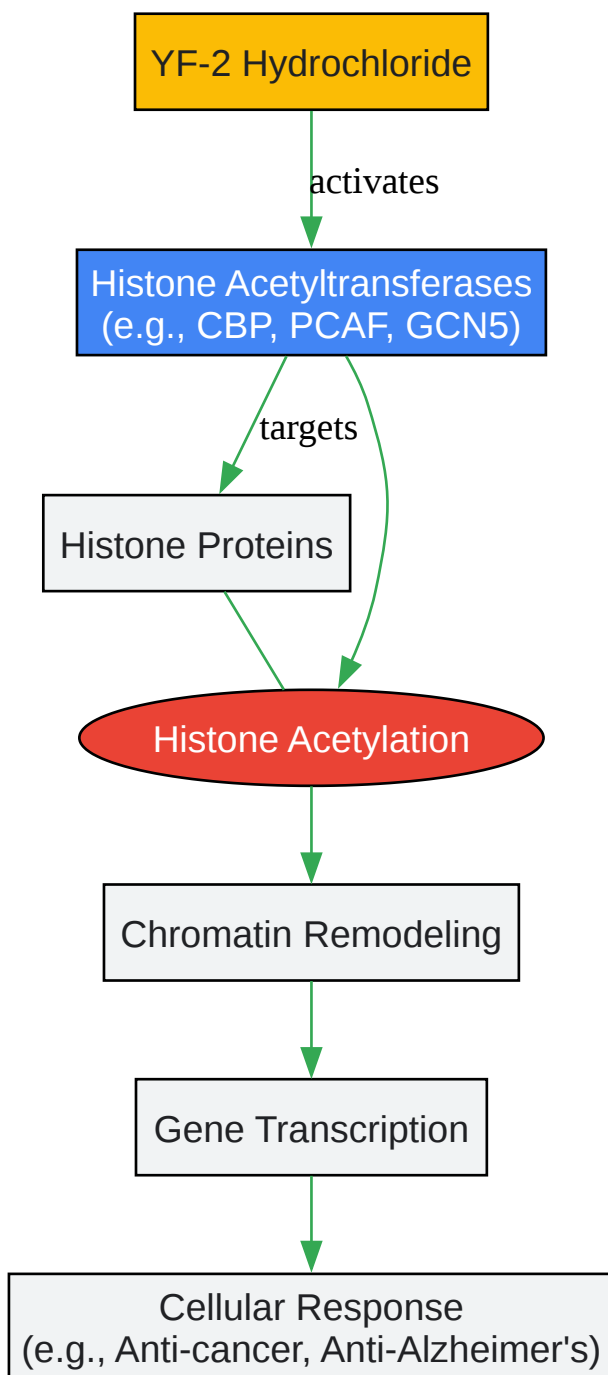 YF-2 Hydrochloride
activates
Histone Acetyltransferases
(e.g., CBP, PCAF, GCN5)
targets
Histone Proteins
Histone Acetylation
Chromatin Remodeling
Gene Transcription
Cellular Response
(e.g., Anti-cancer, Anti-Alzheimer's)